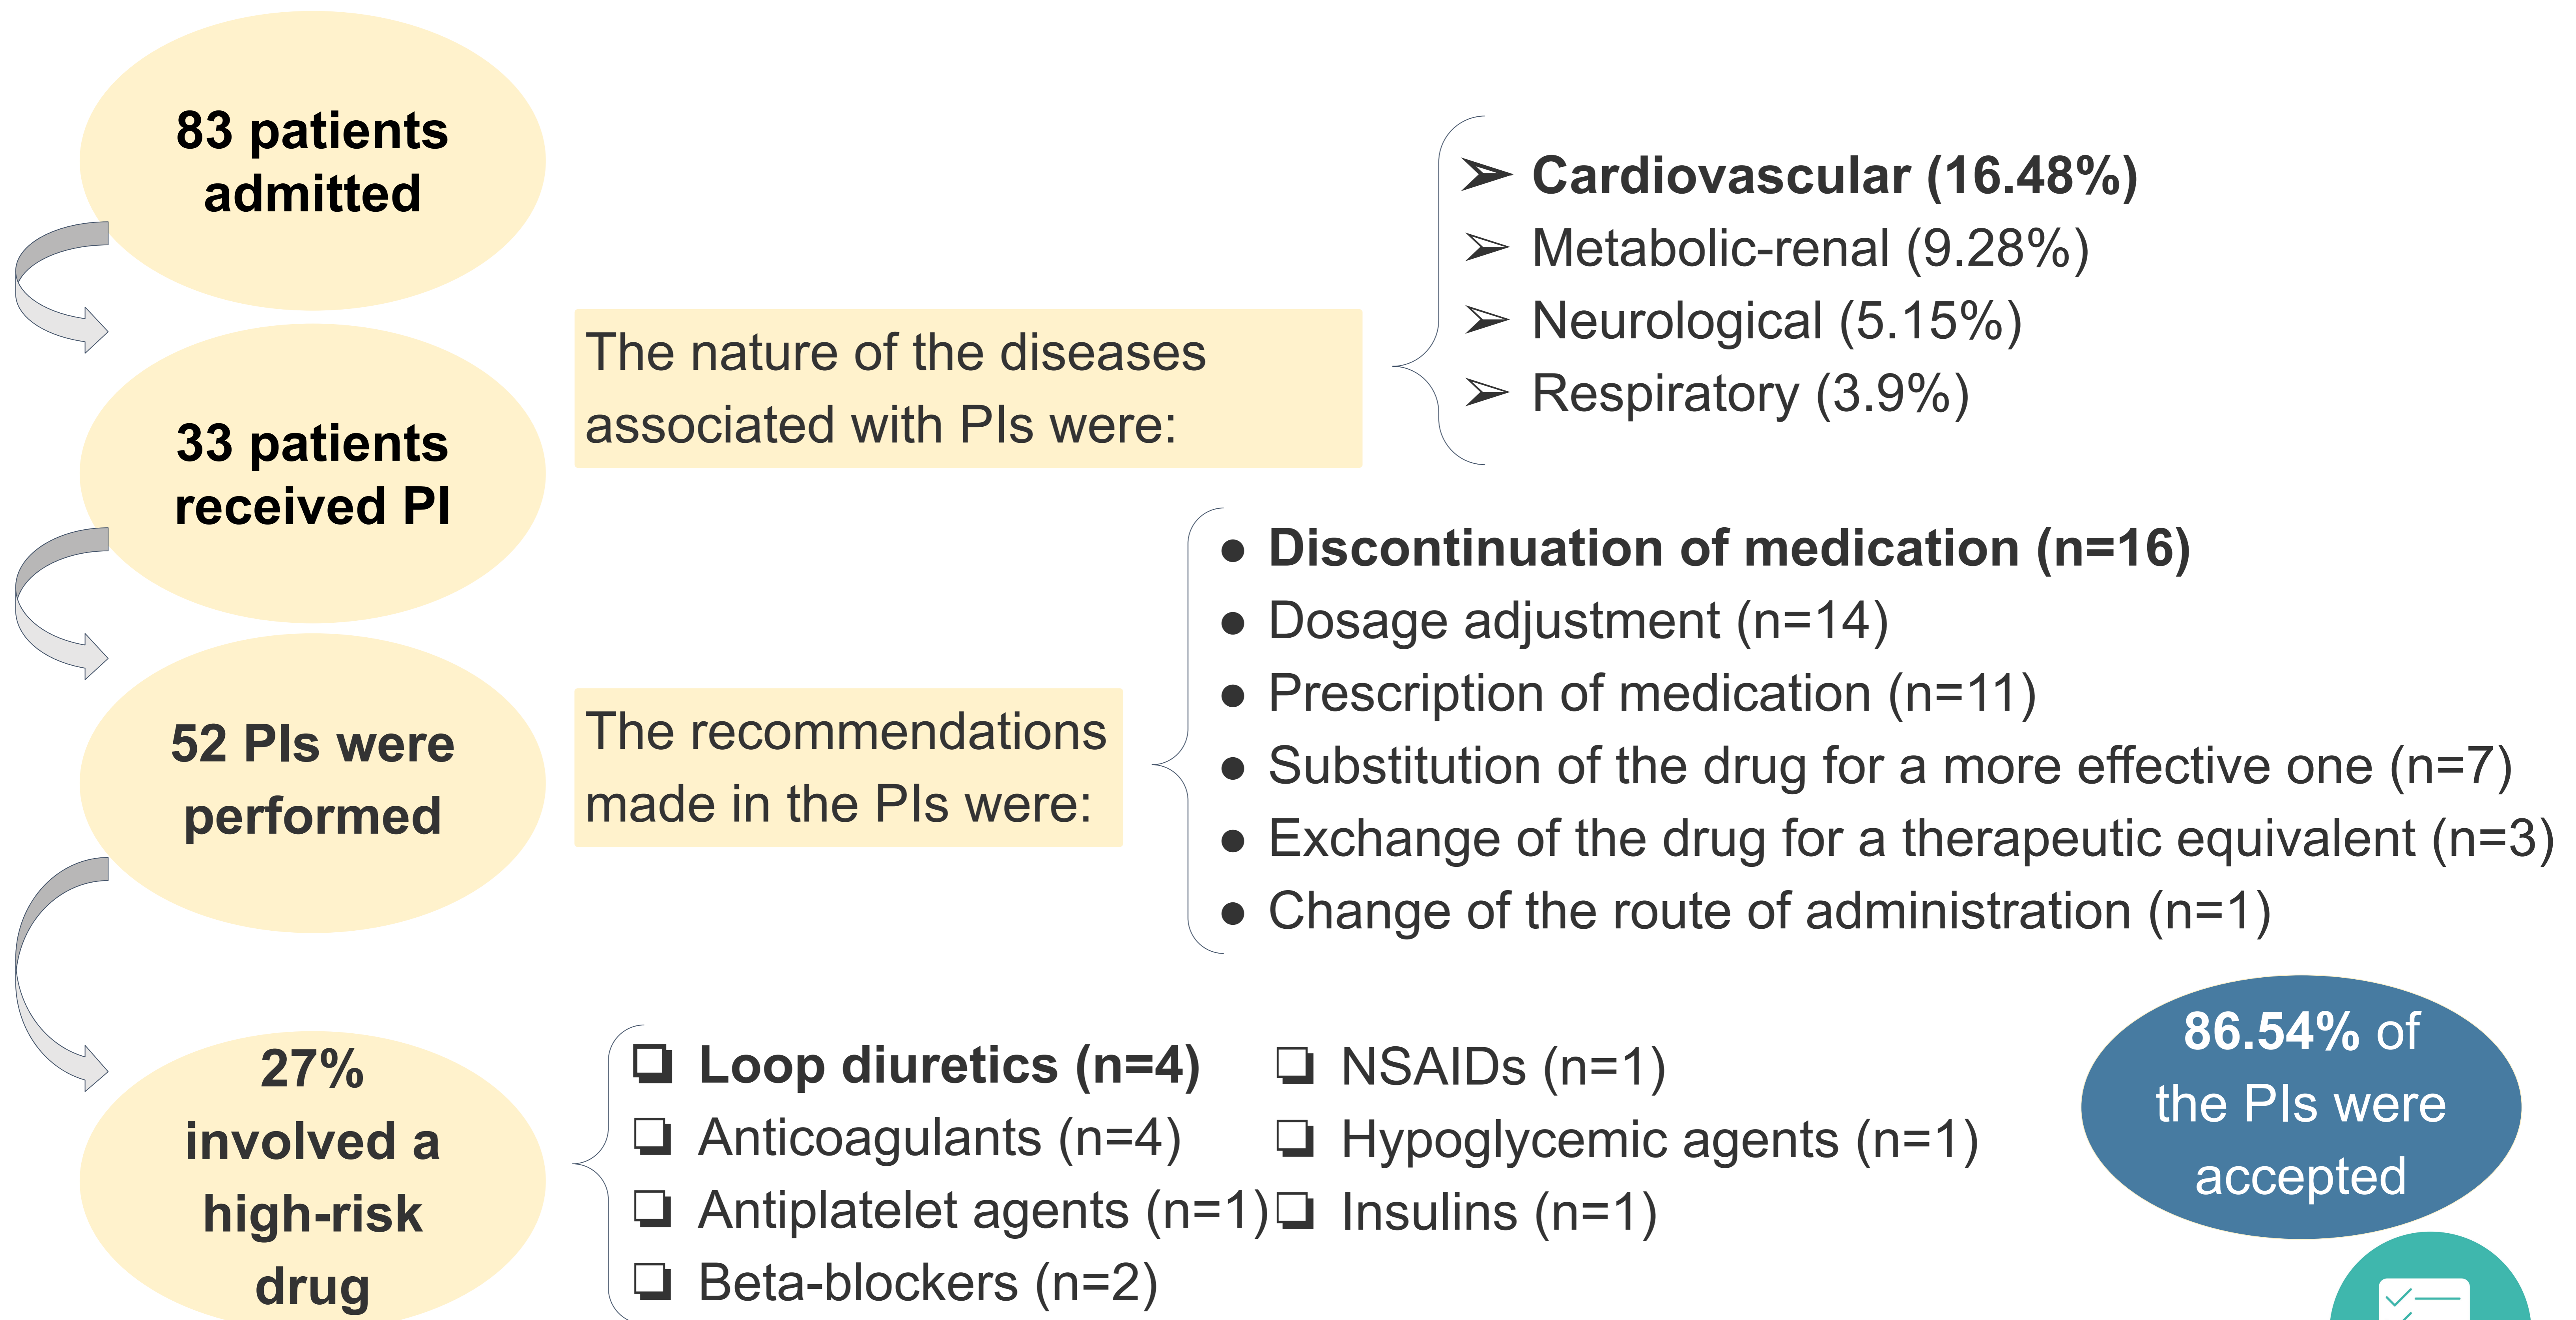 83 patients
admitted
33 patients
received PI
52 PIs were
performed
27%
involved a
high-risk
drug
The nature of the diseases
associated with PIs were:
➢ Cardiovascular (16.48%)
➢ Metabolic-renal (9.28%)
➢ Neurological (5.15%)
➢ Respiratory (3.9%)
The recommendations
made in the PIs were:
● Discontinuation of medication (n=16)
● Dosage adjustment (n=14)
● Prescription of medication (n=11)
● Substitution of the drug for a more effective one (n=7)
● Exchange of the drug for a therapeutic equivalent (n=3)
● Change of the route of administration (n=1)
❏ Loop diuretics (n=4)
❏ Anticoagulants (n=4)
❏ Antiplatelet agents (n=1)
❏ Beta-blockers (n=2)
❏ NSAIDs (n=1)
❏ Hypoglycemic agents (n=1)
❏ Insulins (n=1)
86.54% of
the PIs were
accepted